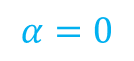 α = 0